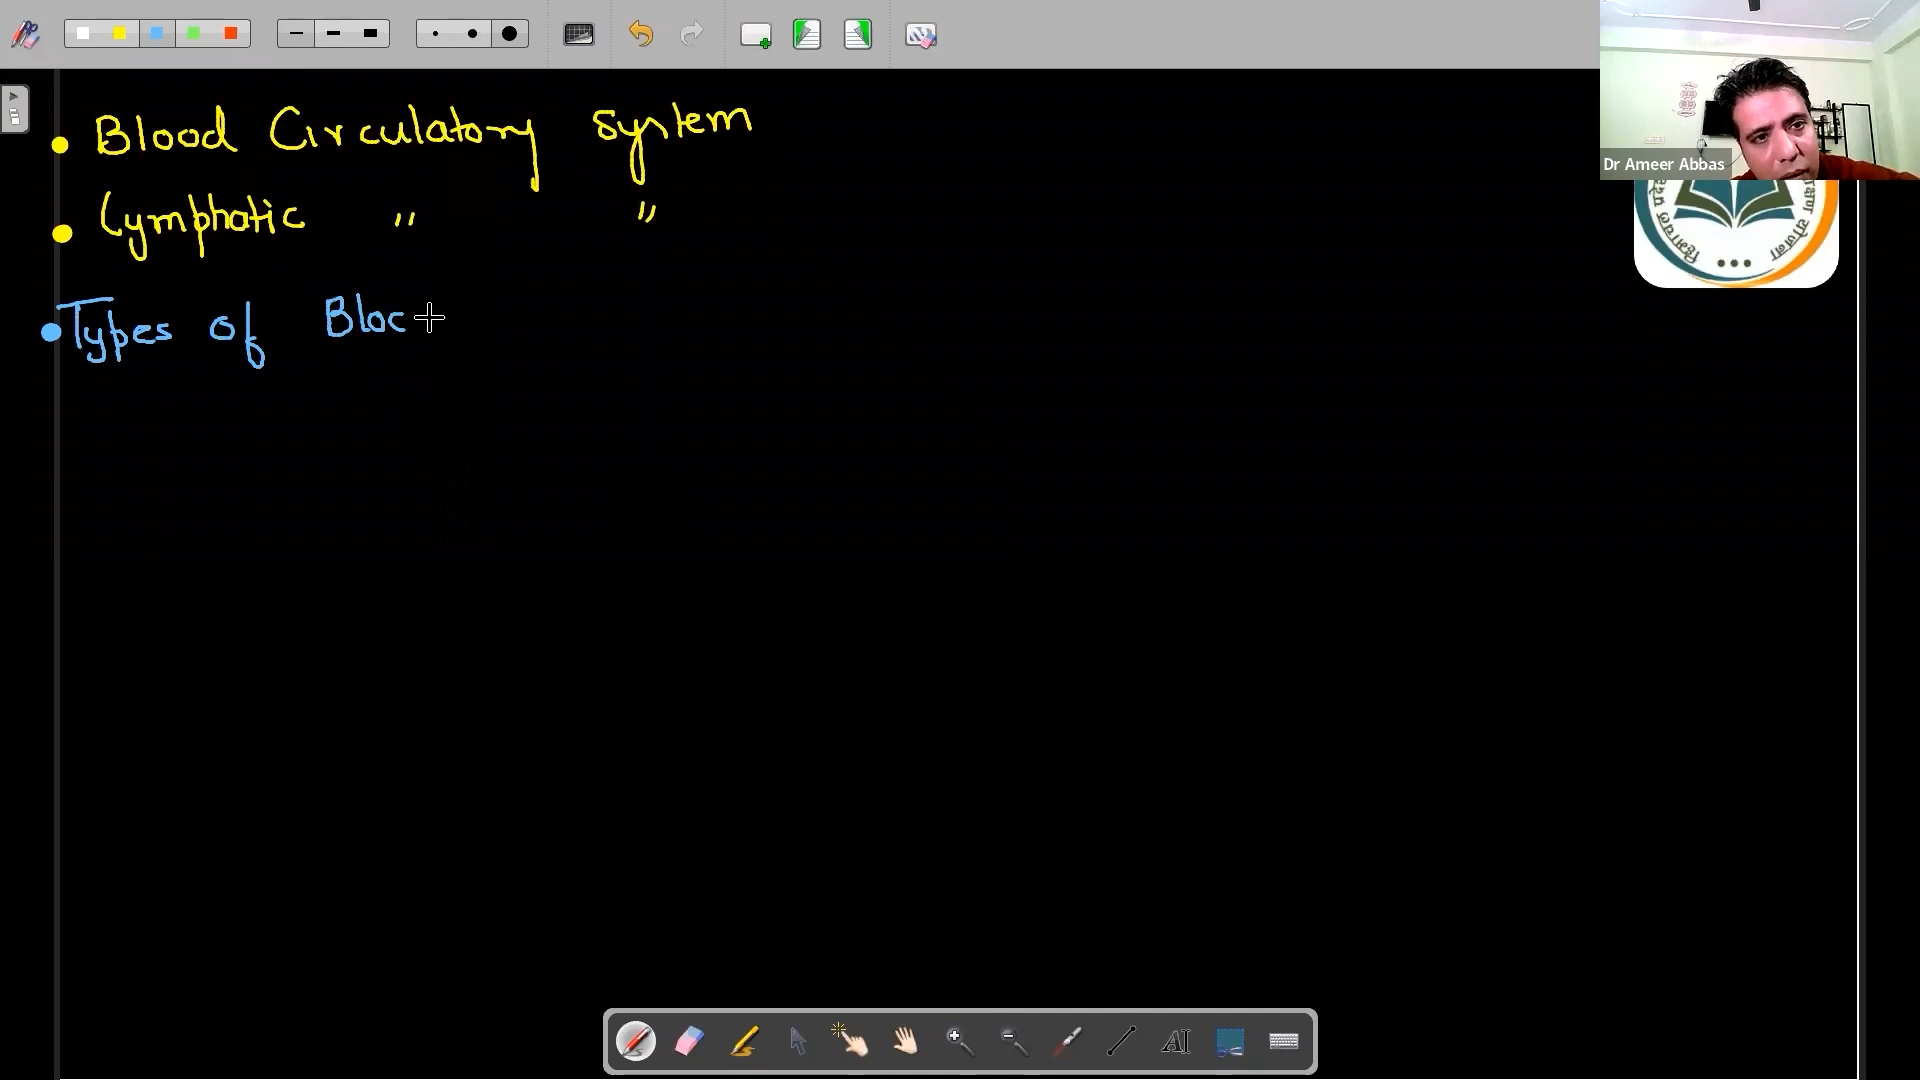 Dr Ameer Abbas
• Blood Circulatory system
• Lymphatic " "
• Types of Bloc